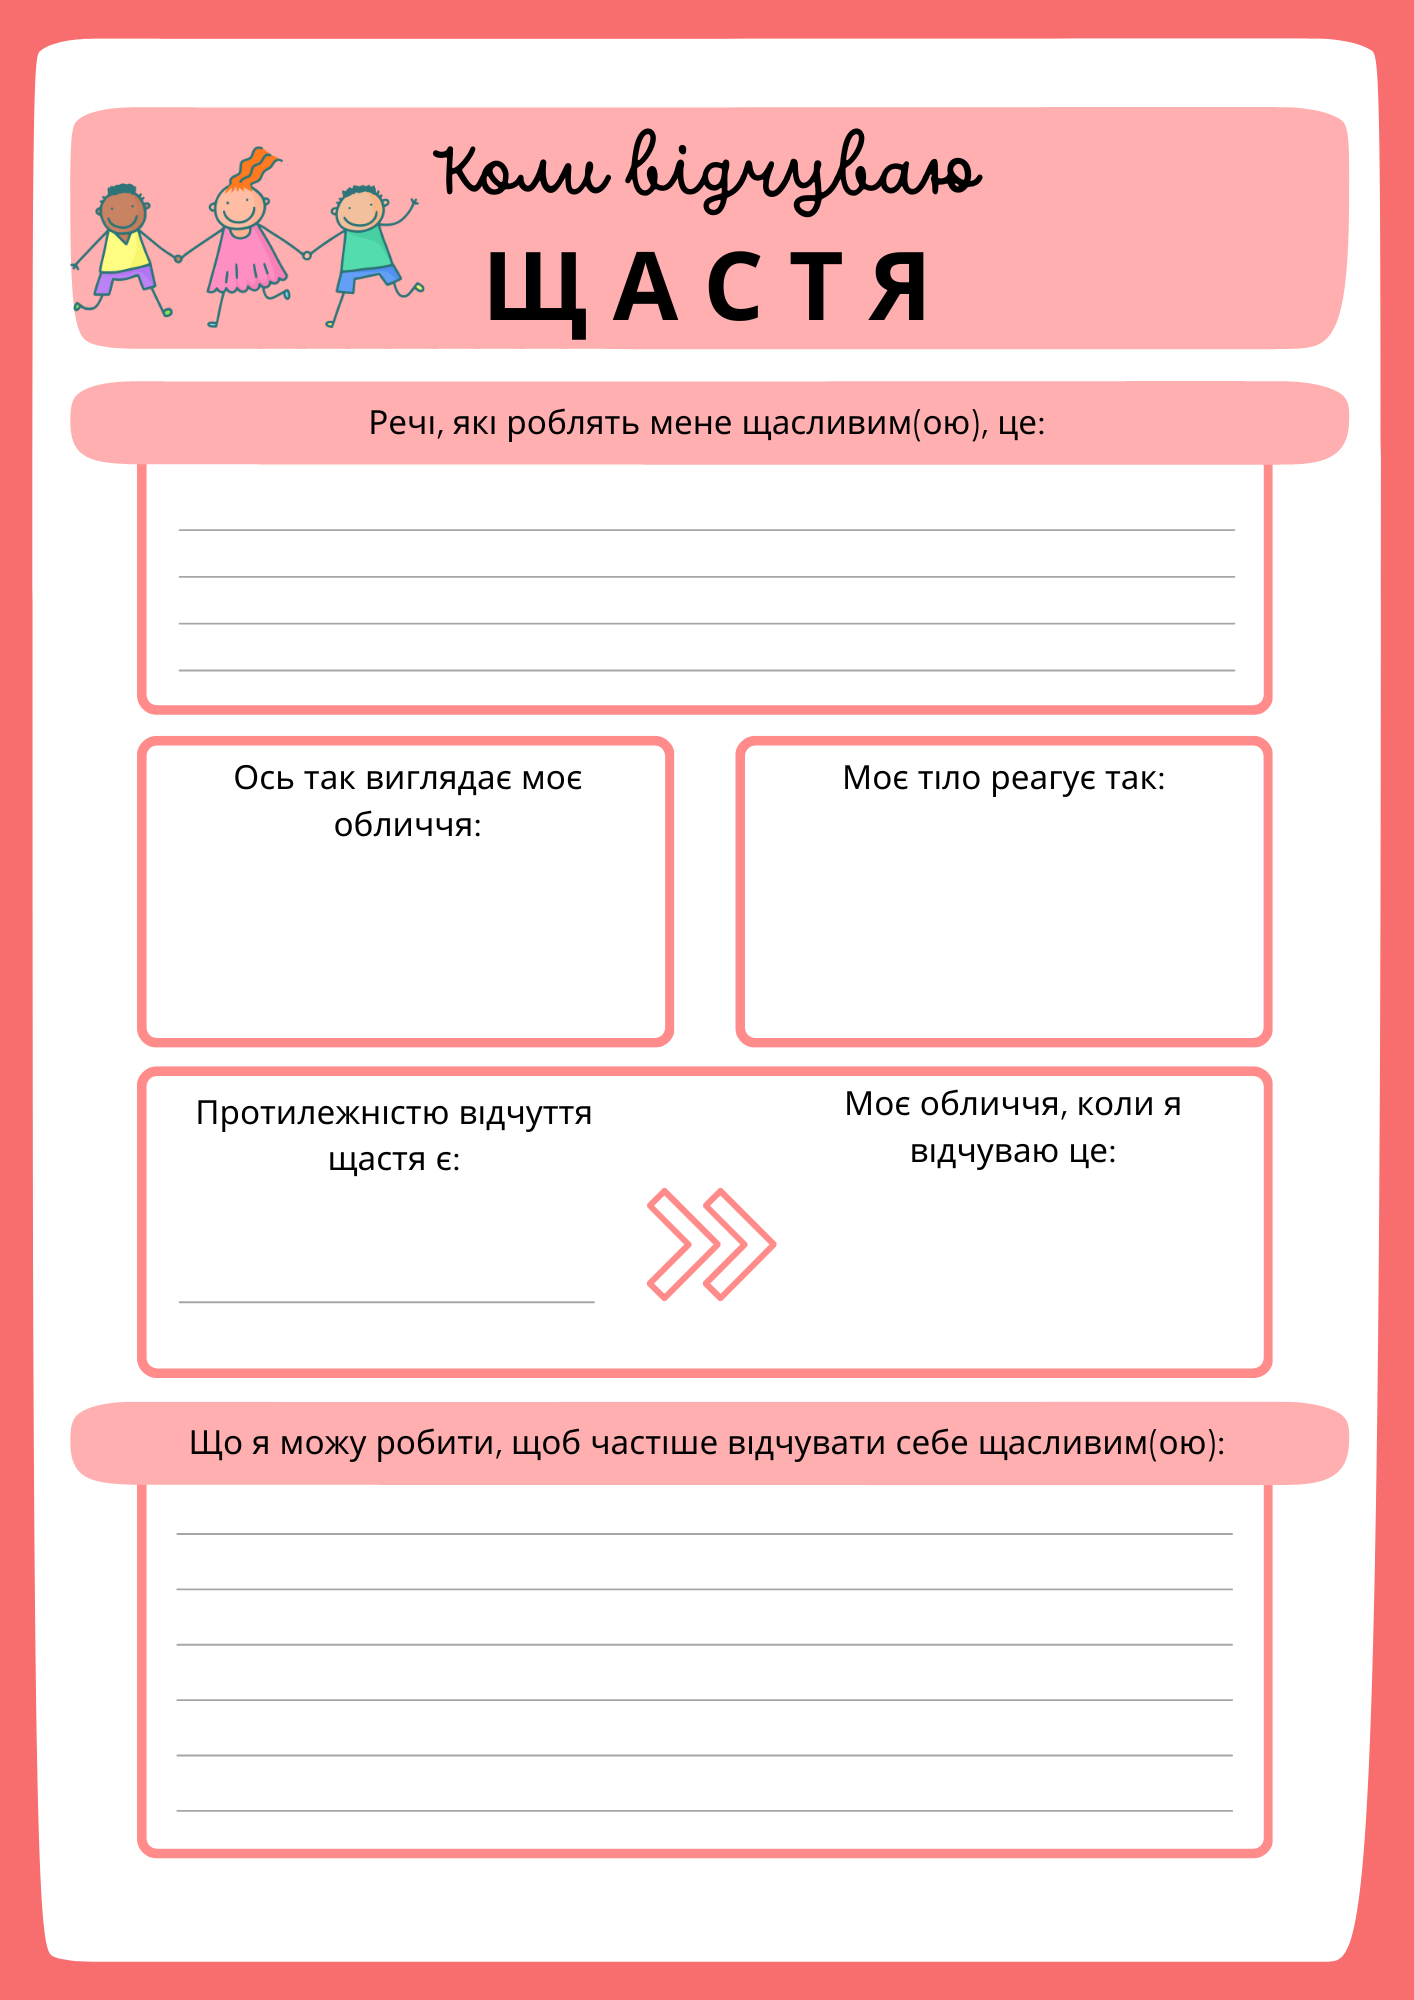 Коли відчуваю
ЩАСТЯ
Речі, які роблять мене щасливим(ою), це:
Ось так виглядає моє
обличчя:
Моє тіло реагує так:
Протилежністю відчуття
щастя є:
Моє обличчя, коли я
відчуваю це:
Що я можу робити, щоб частіше відчувати себе щасливим(ою):